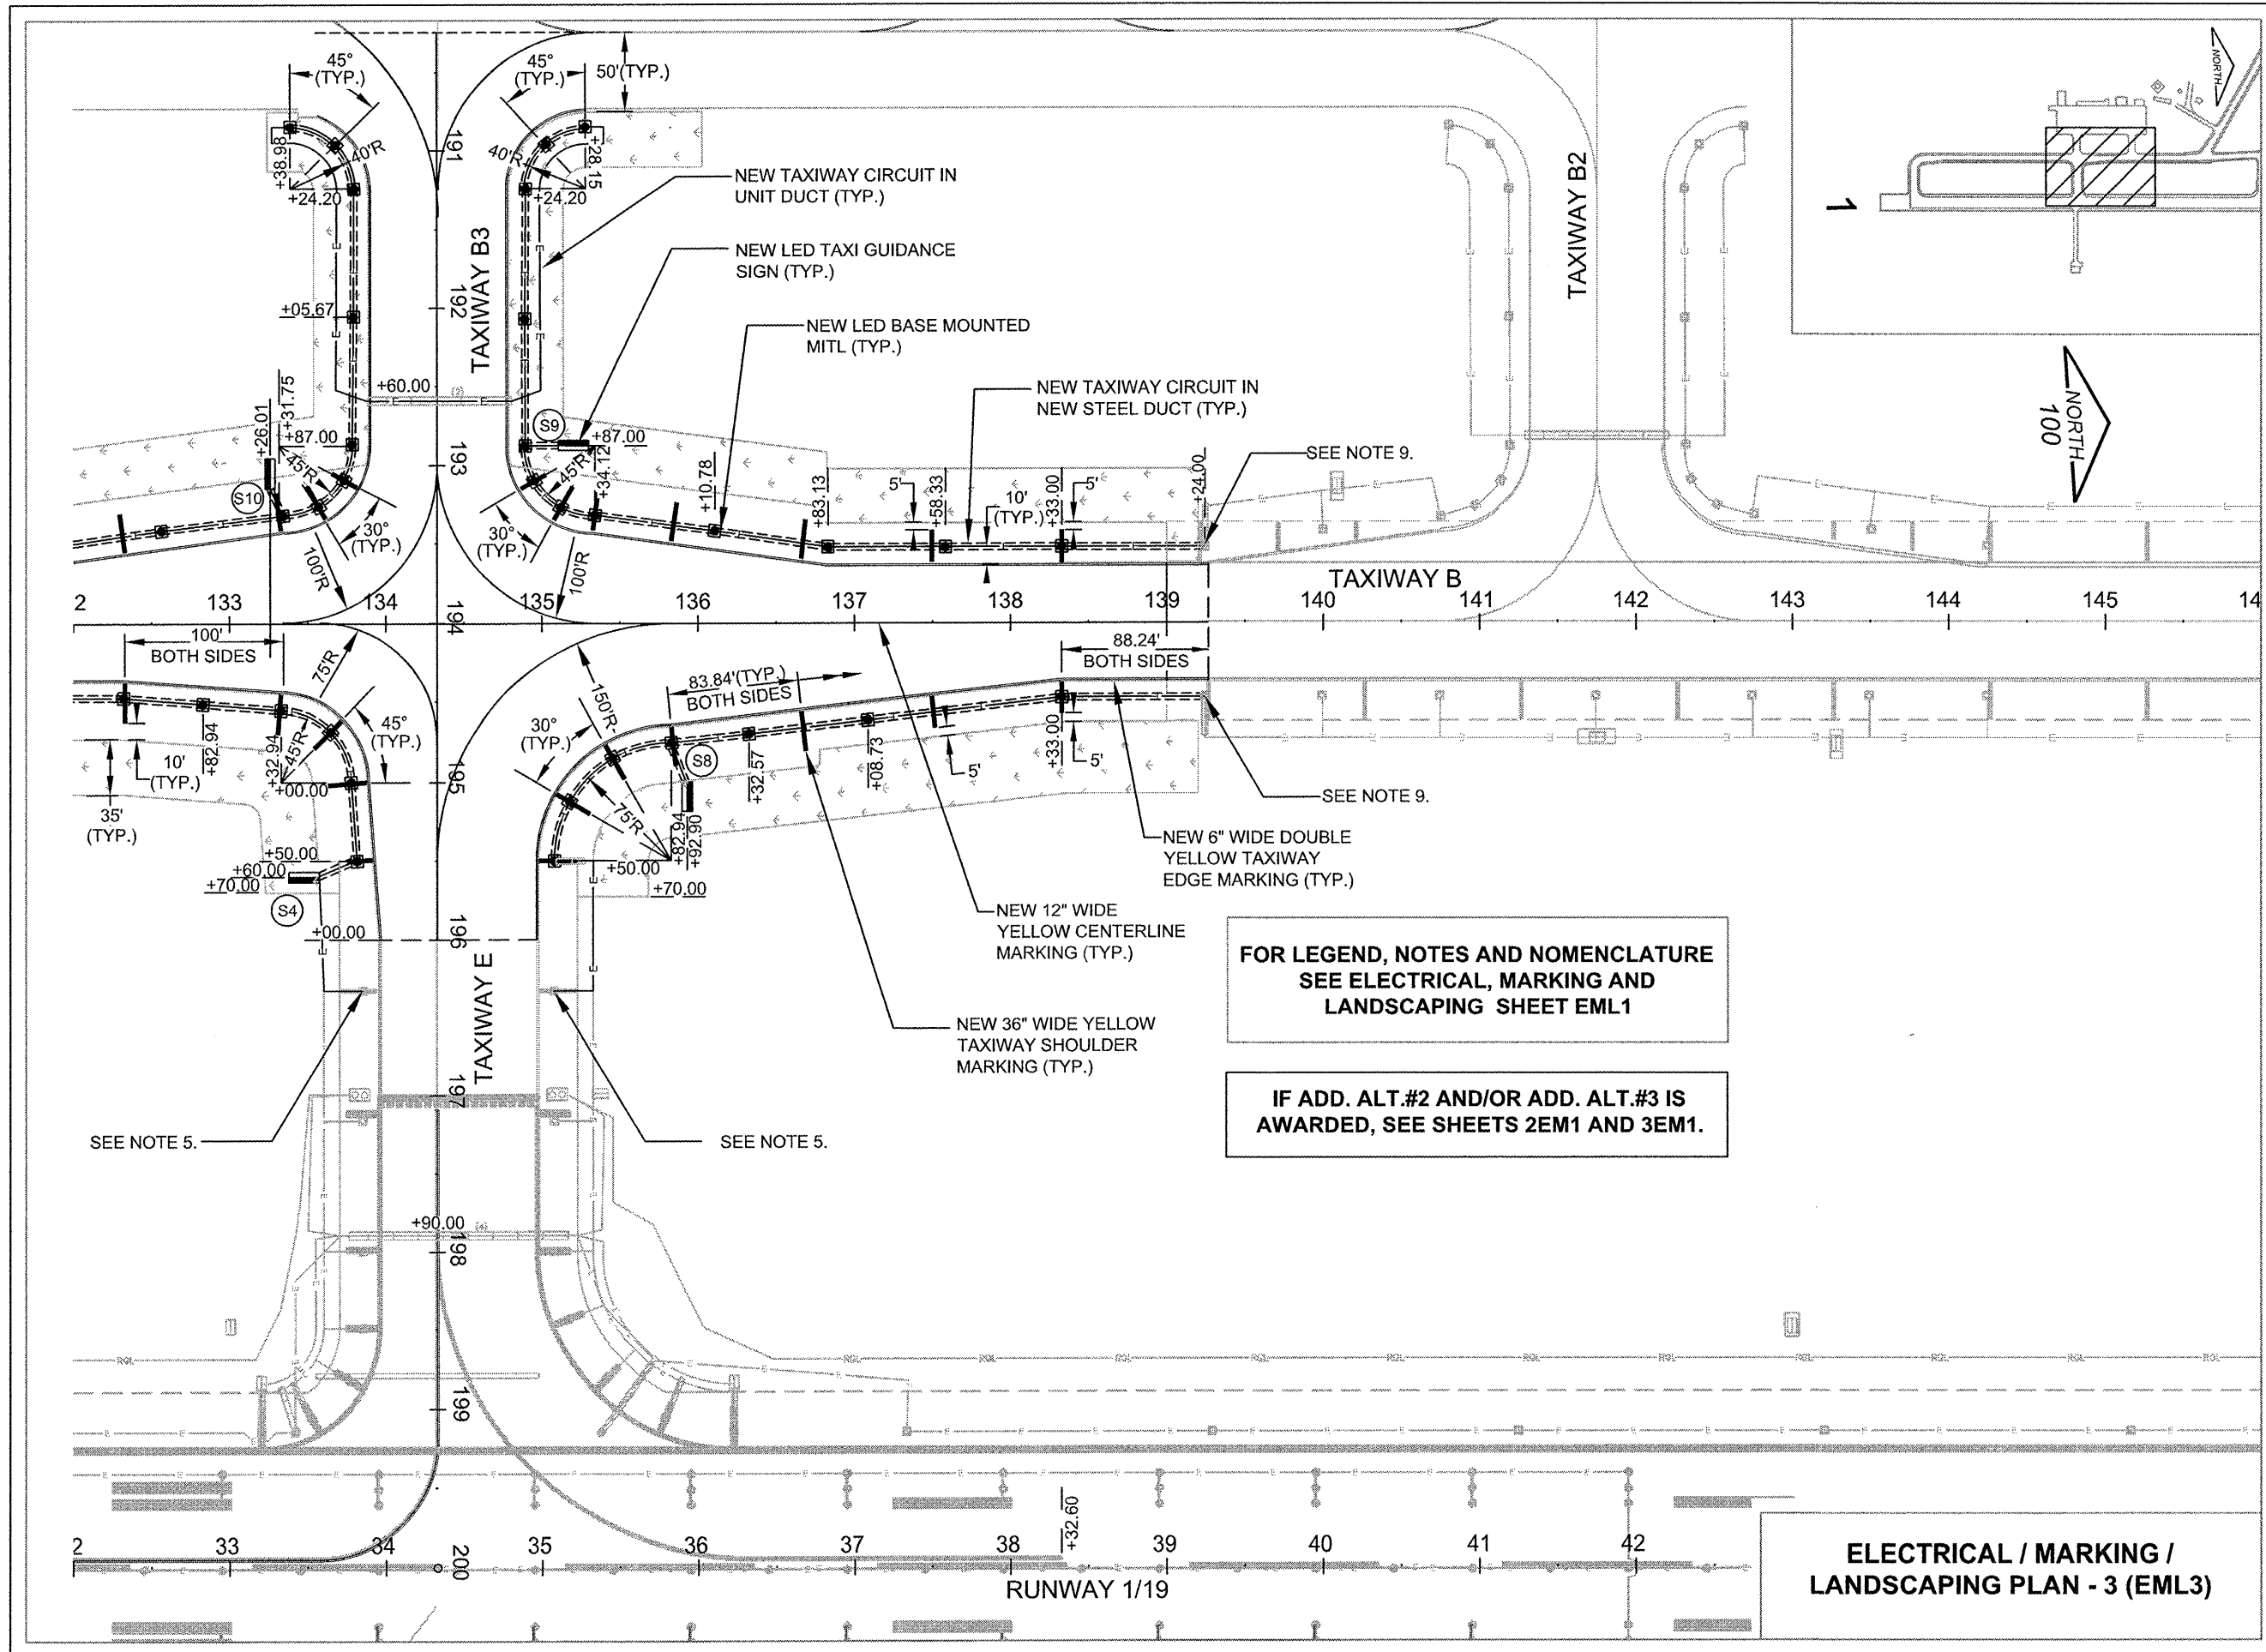 45°
(TYP.)
45°
(TYP.)
50'(TYP.)
NORTH
+38.98
40'R
191
40'R
+28.15
+24.20
+24.20
NEW TAXIWAY CIRCUIT IN
UNIT DUCT (TYP.)
TAXIWAY B3
TAXIWAY B2
1
NEW LED TAXI GUIDANCE
SIGN (TYP.)
+05.67
192
NEW LED BASE MOUNTED
MITL (TYP.)
+60.00
(2)
NEW TAXIWAY CIRCUIT IN
NEW STEEL DUCT (TYP.)
NORTH
100
+26.01
+31.75
+87.00
S9
+87.00
SEE NOTE 9.
45'R
193
45'R
+34.12
+10.78
+83.13
5'
+58.33
10'
(TYP.)
+33.00
5'
+24.00
S10
30°
(TYP.)
30°
(TYP.)
100'R
100'R
TAXIWAY B
2
133
134
135
136
137
138
139
140
141
142
143
144
145
14
194
100'
BOTH SIDES
75'R
150'R
83.84'(TYP.)
BOTH SIDES
88.24'
BOTH SIDES
45°
(TYP.)
30°
(TYP.)
10'
(TYP.)
+82.94
+32.94
45'R
+00.00
195
S8
+32.57
+08.73
5'
+33.00
5'
35'
(TYP.)
75'R
+82.94
+92.90
SEE NOTE 9.
+50.00
+60.00
+70.00
S4
+50.00
+70.00
NEW 6" WIDE DOUBLE
YELLOW TAXIWAY
EDGE MARKING (TYP.)
+00.00
196
NEW 12" WIDE
YELLOW CENTERLINE
MARKING (TYP.)
TAXIWAY E
FOR LEGEND, NOTES AND NOMENCLATURE
SEE ELECTRICAL, MARKING AND
LANDSCAPING SHEET EML1
NEW 36" WIDE YELLOW
TAXIWAY SHOULDER
MARKING (TYP.)
197
IF ADD. ALT.#2 AND/OR ADD. ALT.#3 IS
AWARDED, SEE SHEETS 2EM1 AND 3EM1.
SEE NOTE 5.
SEE NOTE 5.
+90.00
(4)
198
199
2
33
34
35
36
37
38
39
40
41
42
+32.60
200
RUNWAY 1/19
ELECTRICAL / MARKING /
LANDSCAPING PLAN - 3 (EML3)